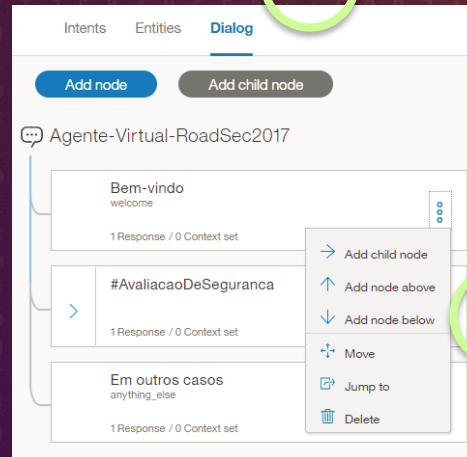 Intents Entities Dialog
Add node Add child node
Agente-Virtual-RoadSec2017
Bem-vindo
welcome
1 Response / 0 Context set
#AvaliacaoDeSeguranca
1 Response / 0 Context set
Em outros casos
anything_else
1 Response / 0 Context set
Add child node
Add node above
Add node below
Move
Jump to
Delete